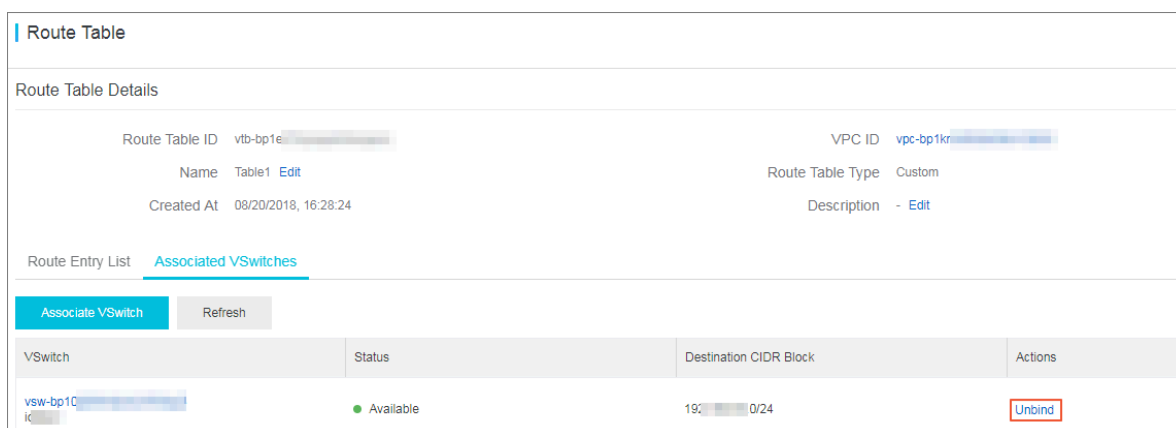 Route Table
Route Table Details
Route Table ID vtb-bp1e
VPC ID vpc-bp1kr
Name Table1 Edit
Route Table Type Custom
Created At 08/20/2018, 16:28:24
Description - Edit
Route Entry List Associated VSwitches
Associate VSwitch Refresh
VSwitch Status Destination CIDR Block Actions
vsw-bp10 Available 192 0/24 Unbind